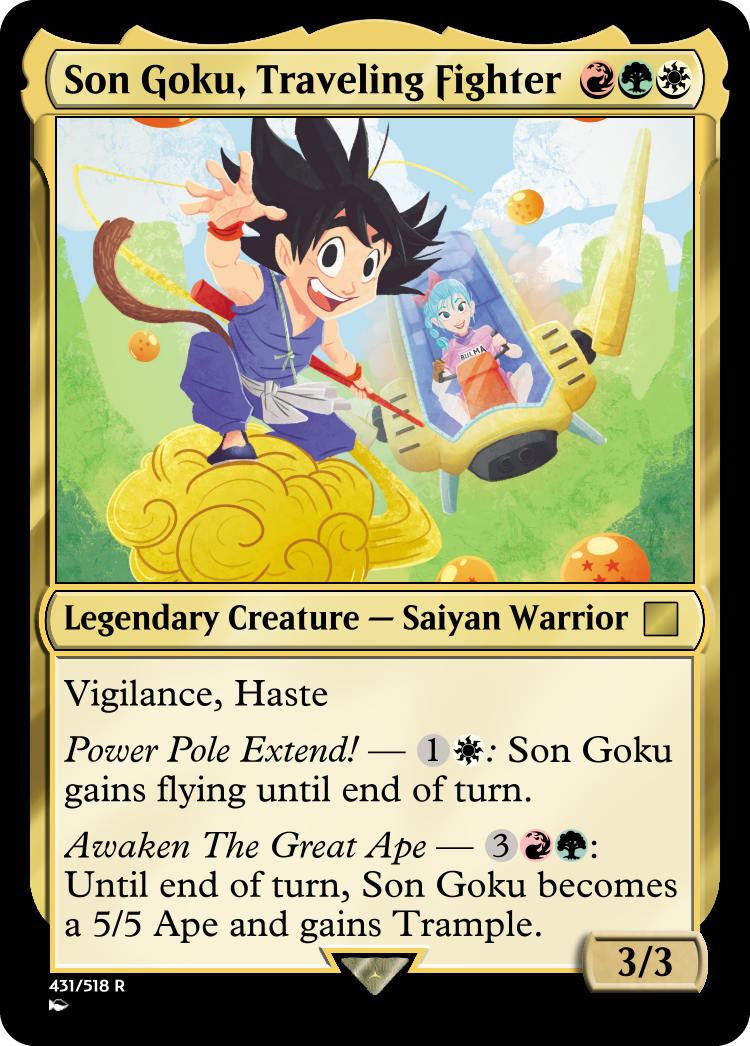 Son Goku, Traveling Fighter
BULMA
Legendary Creature — Saiyan Warrior
Vigilance, Haste
Power Pole Extend! — 1: Son Goku
gains flying until end of turn.
Awaken The Great Ape — 3:
Until end of turn, Son Goku becomes
a 5/5 Ape and gains Trample.
3/3
431/518 R